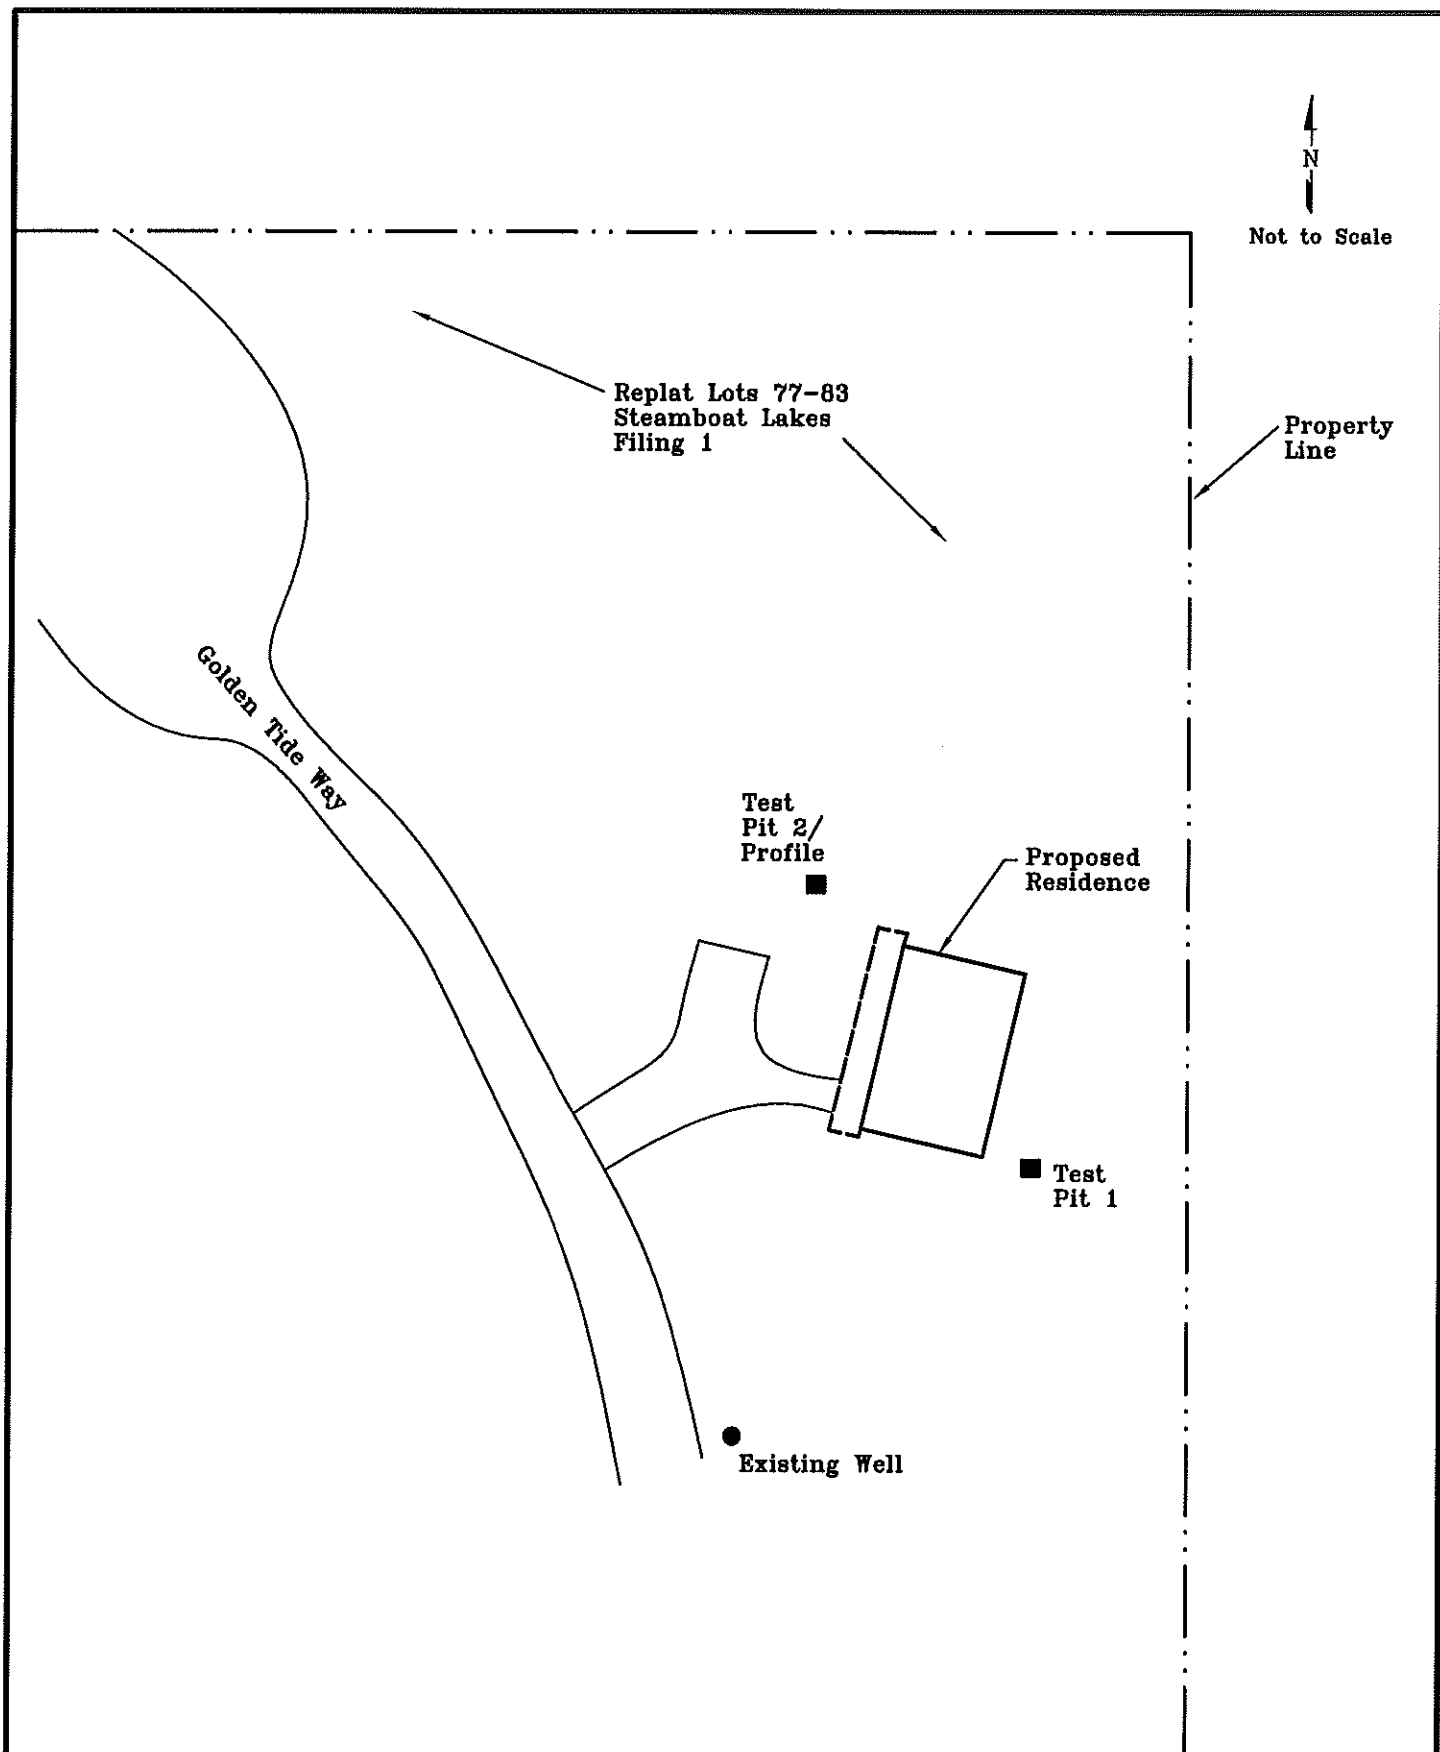 N
Not to Scale
Replat Lots 77-83
Steamboat Lakes
Filing 1
Property
Line
Golden Tide Way
Test
Pit 2/
Profile
Proposed
Residence
Test
Pit 1
Existing Well